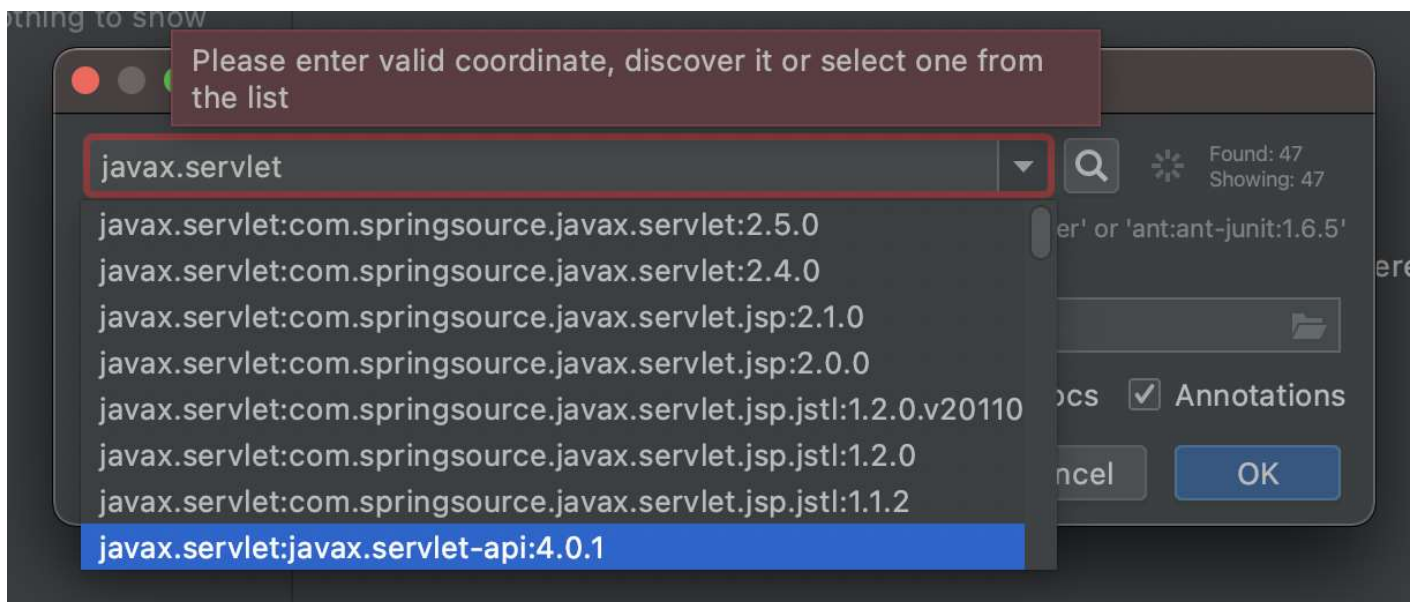 othing to show
Please enter valid coordinate, discover it or select one from
the list
javax.servlet
Found: 47
Showing: 47
javax.servlet:com.springsource.javax.servlet:2.5.0
er' or 'ant:ant-junit:1.6.5'
javax.servlet:com.springsource.javax.servlet:2.4.0
ere
javax.servlet:com.springsource.javax.servlet.jsp:2.1.0
javax.servlet:com.springsource.javax.servlet.jsp:2.0.0
javax.servlet:com.springsource.javax.servlet.jsp.jstl:1.2.0.v20110
ocs Annotations
javax.servlet:com.springsource.javax.servlet.jsp.jstl:1.2.0
ncel OK
javax.servlet:com.springsource.javax.servlet.jsp.jstl:1.1.2
javax.servlet:javax.servlet-api:4.0.1